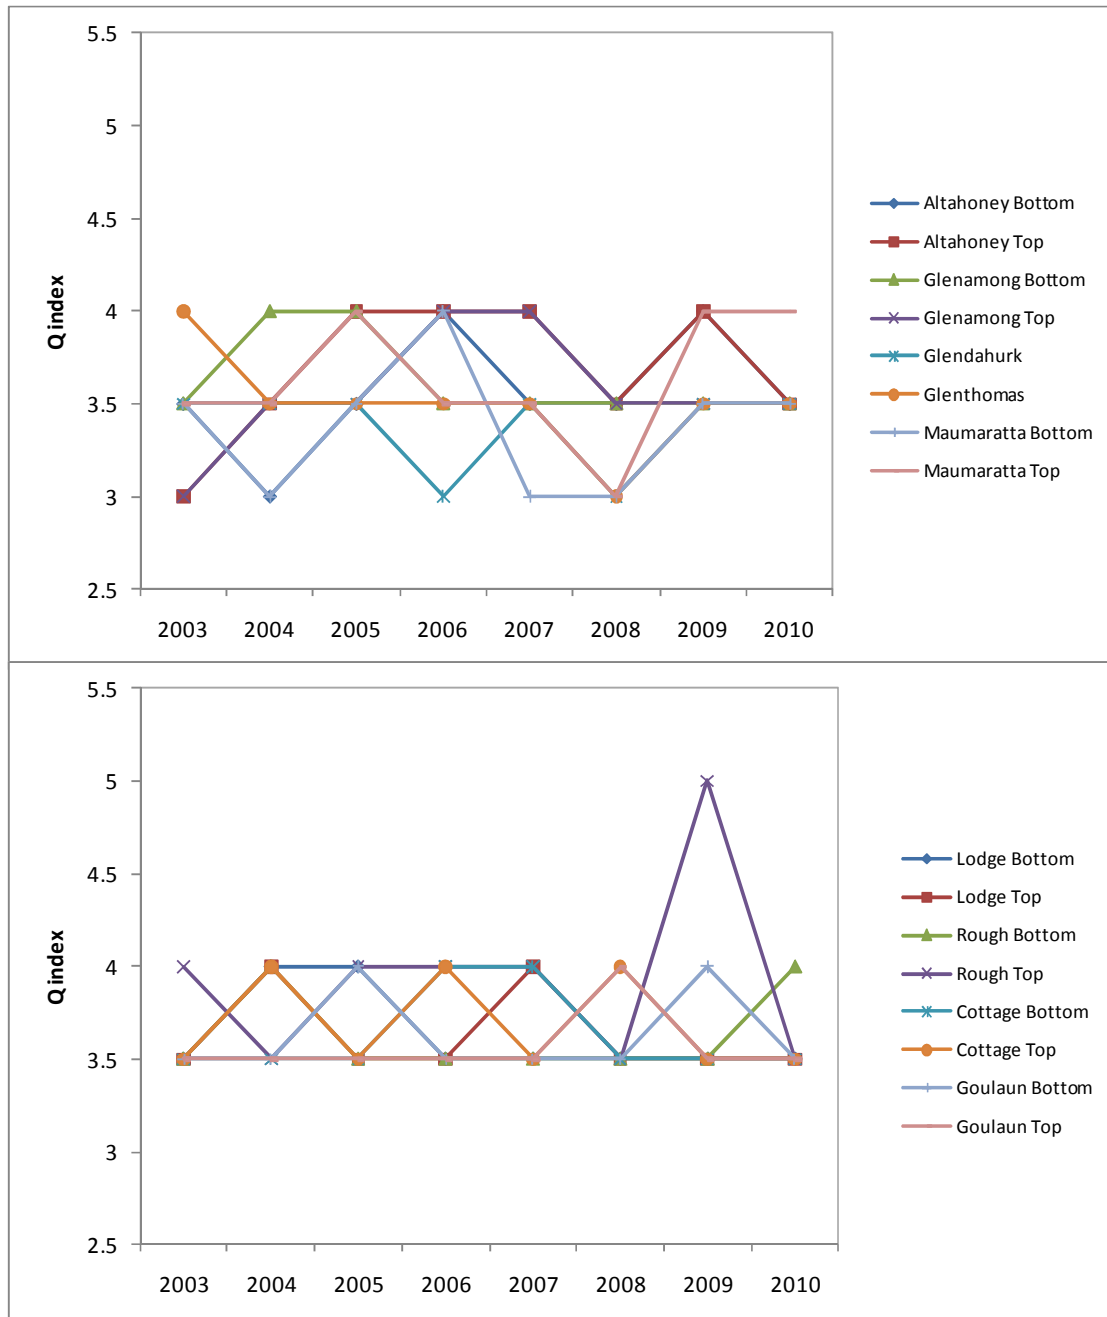 5.5
5
4.5
4
3.5
3
2.5
Q index
2003 2004 2005 2006 2007 2008 2009 2010
Altahoney Bottom
Altahoney Top
Glenamong Bottom
Glenamong Top
Glendahurk
Glenthomas
Maumaratta Bottom
Maumaratta Top
5.5
5
4.5
4
3.5
3
2.5
Q index
2003 2004 2005 2006 2007 2008 2009 2010
Lodge Bottom
Lodge Top
Rough Bottom
Rough Top
Cottage Bottom
Cottage Top
Goulaun Bottom
Goulaun Top